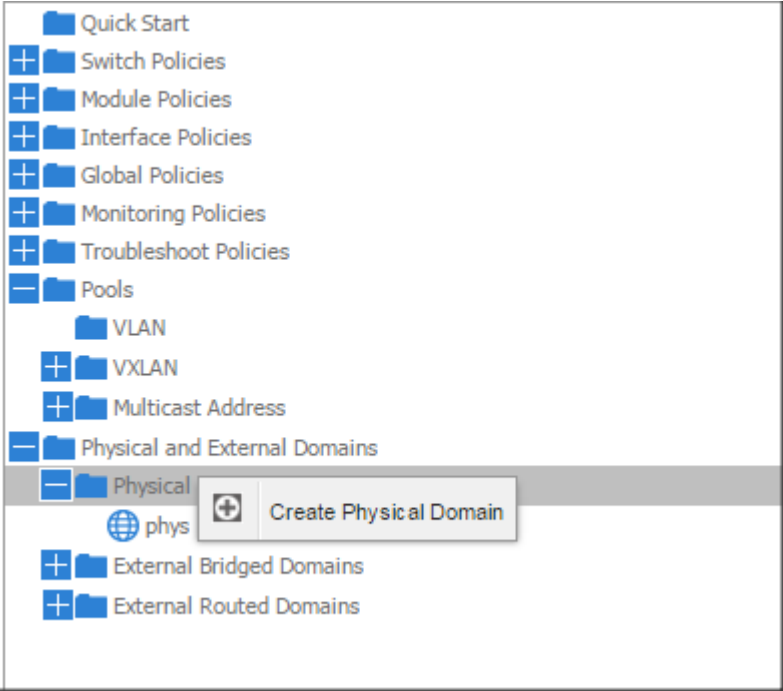 Quick Start
Switch Policies
Module Policies
Interface Policies
Global Policies
Monitoring Policies
Troubleshoot Policies
Pools
VLAN
VXLAN
Multicast Address
Physical and External Domains
Physical
Create Physical Domain
phys
External Bridged Domains
External Routed Domains